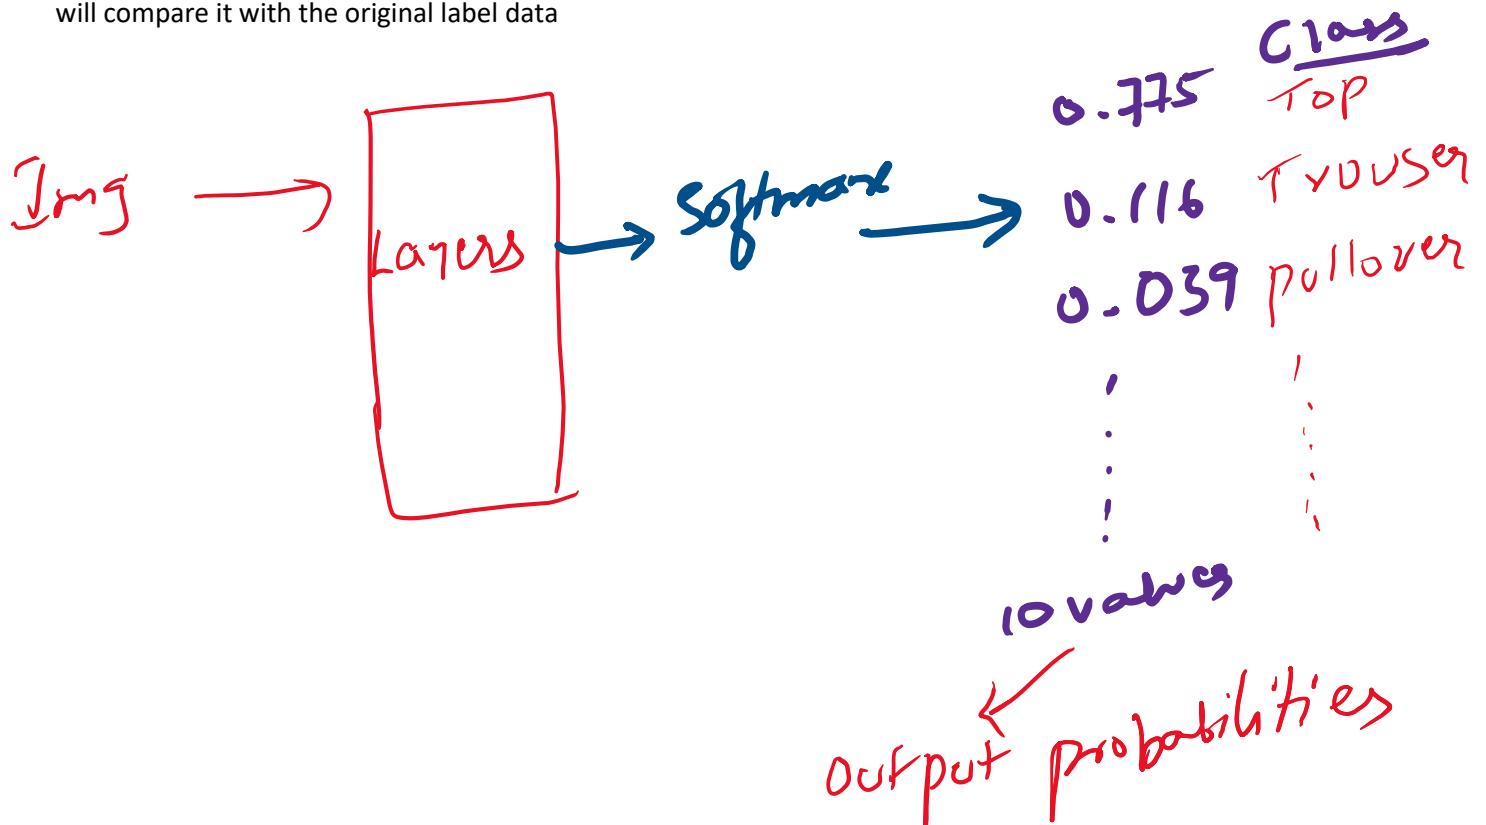 will compare it with the original label data
Class
0.775 Top
Img
Layers
Softmax
0.116 Trouser
0.039 pullover
10 values
output probabilities